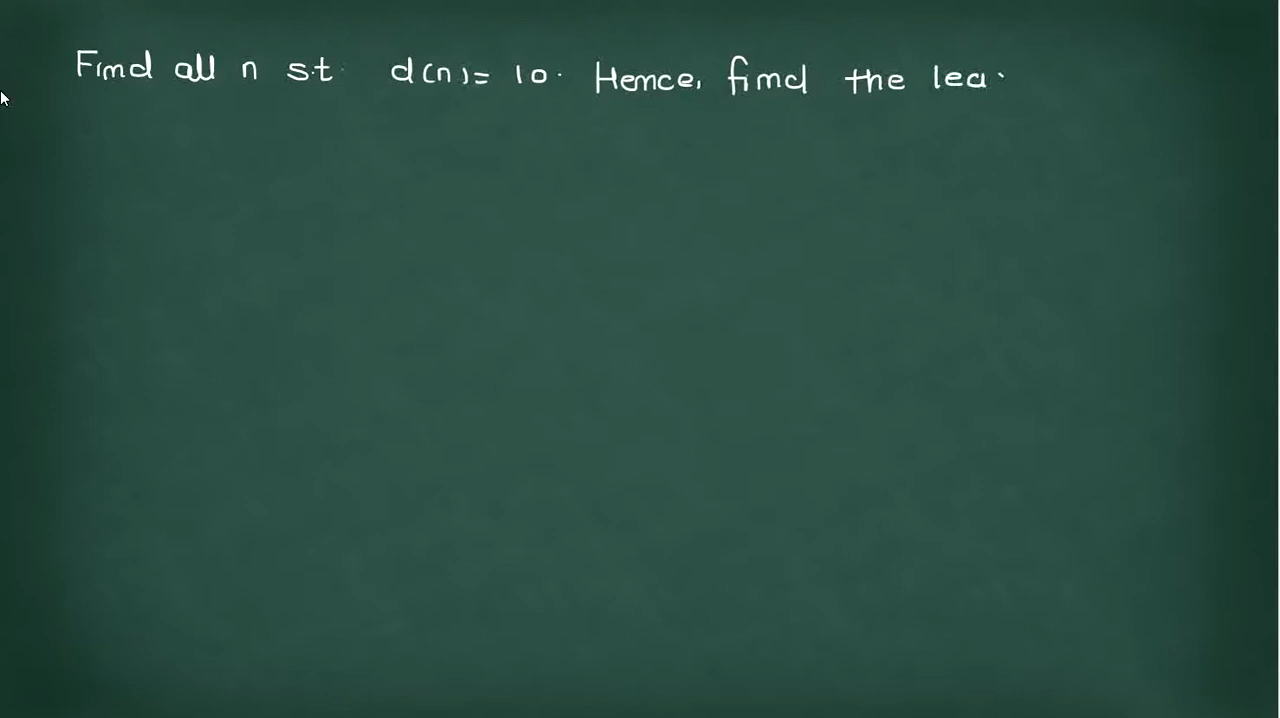 Find all n s.t. d(n) = 10. Hence, find the lea